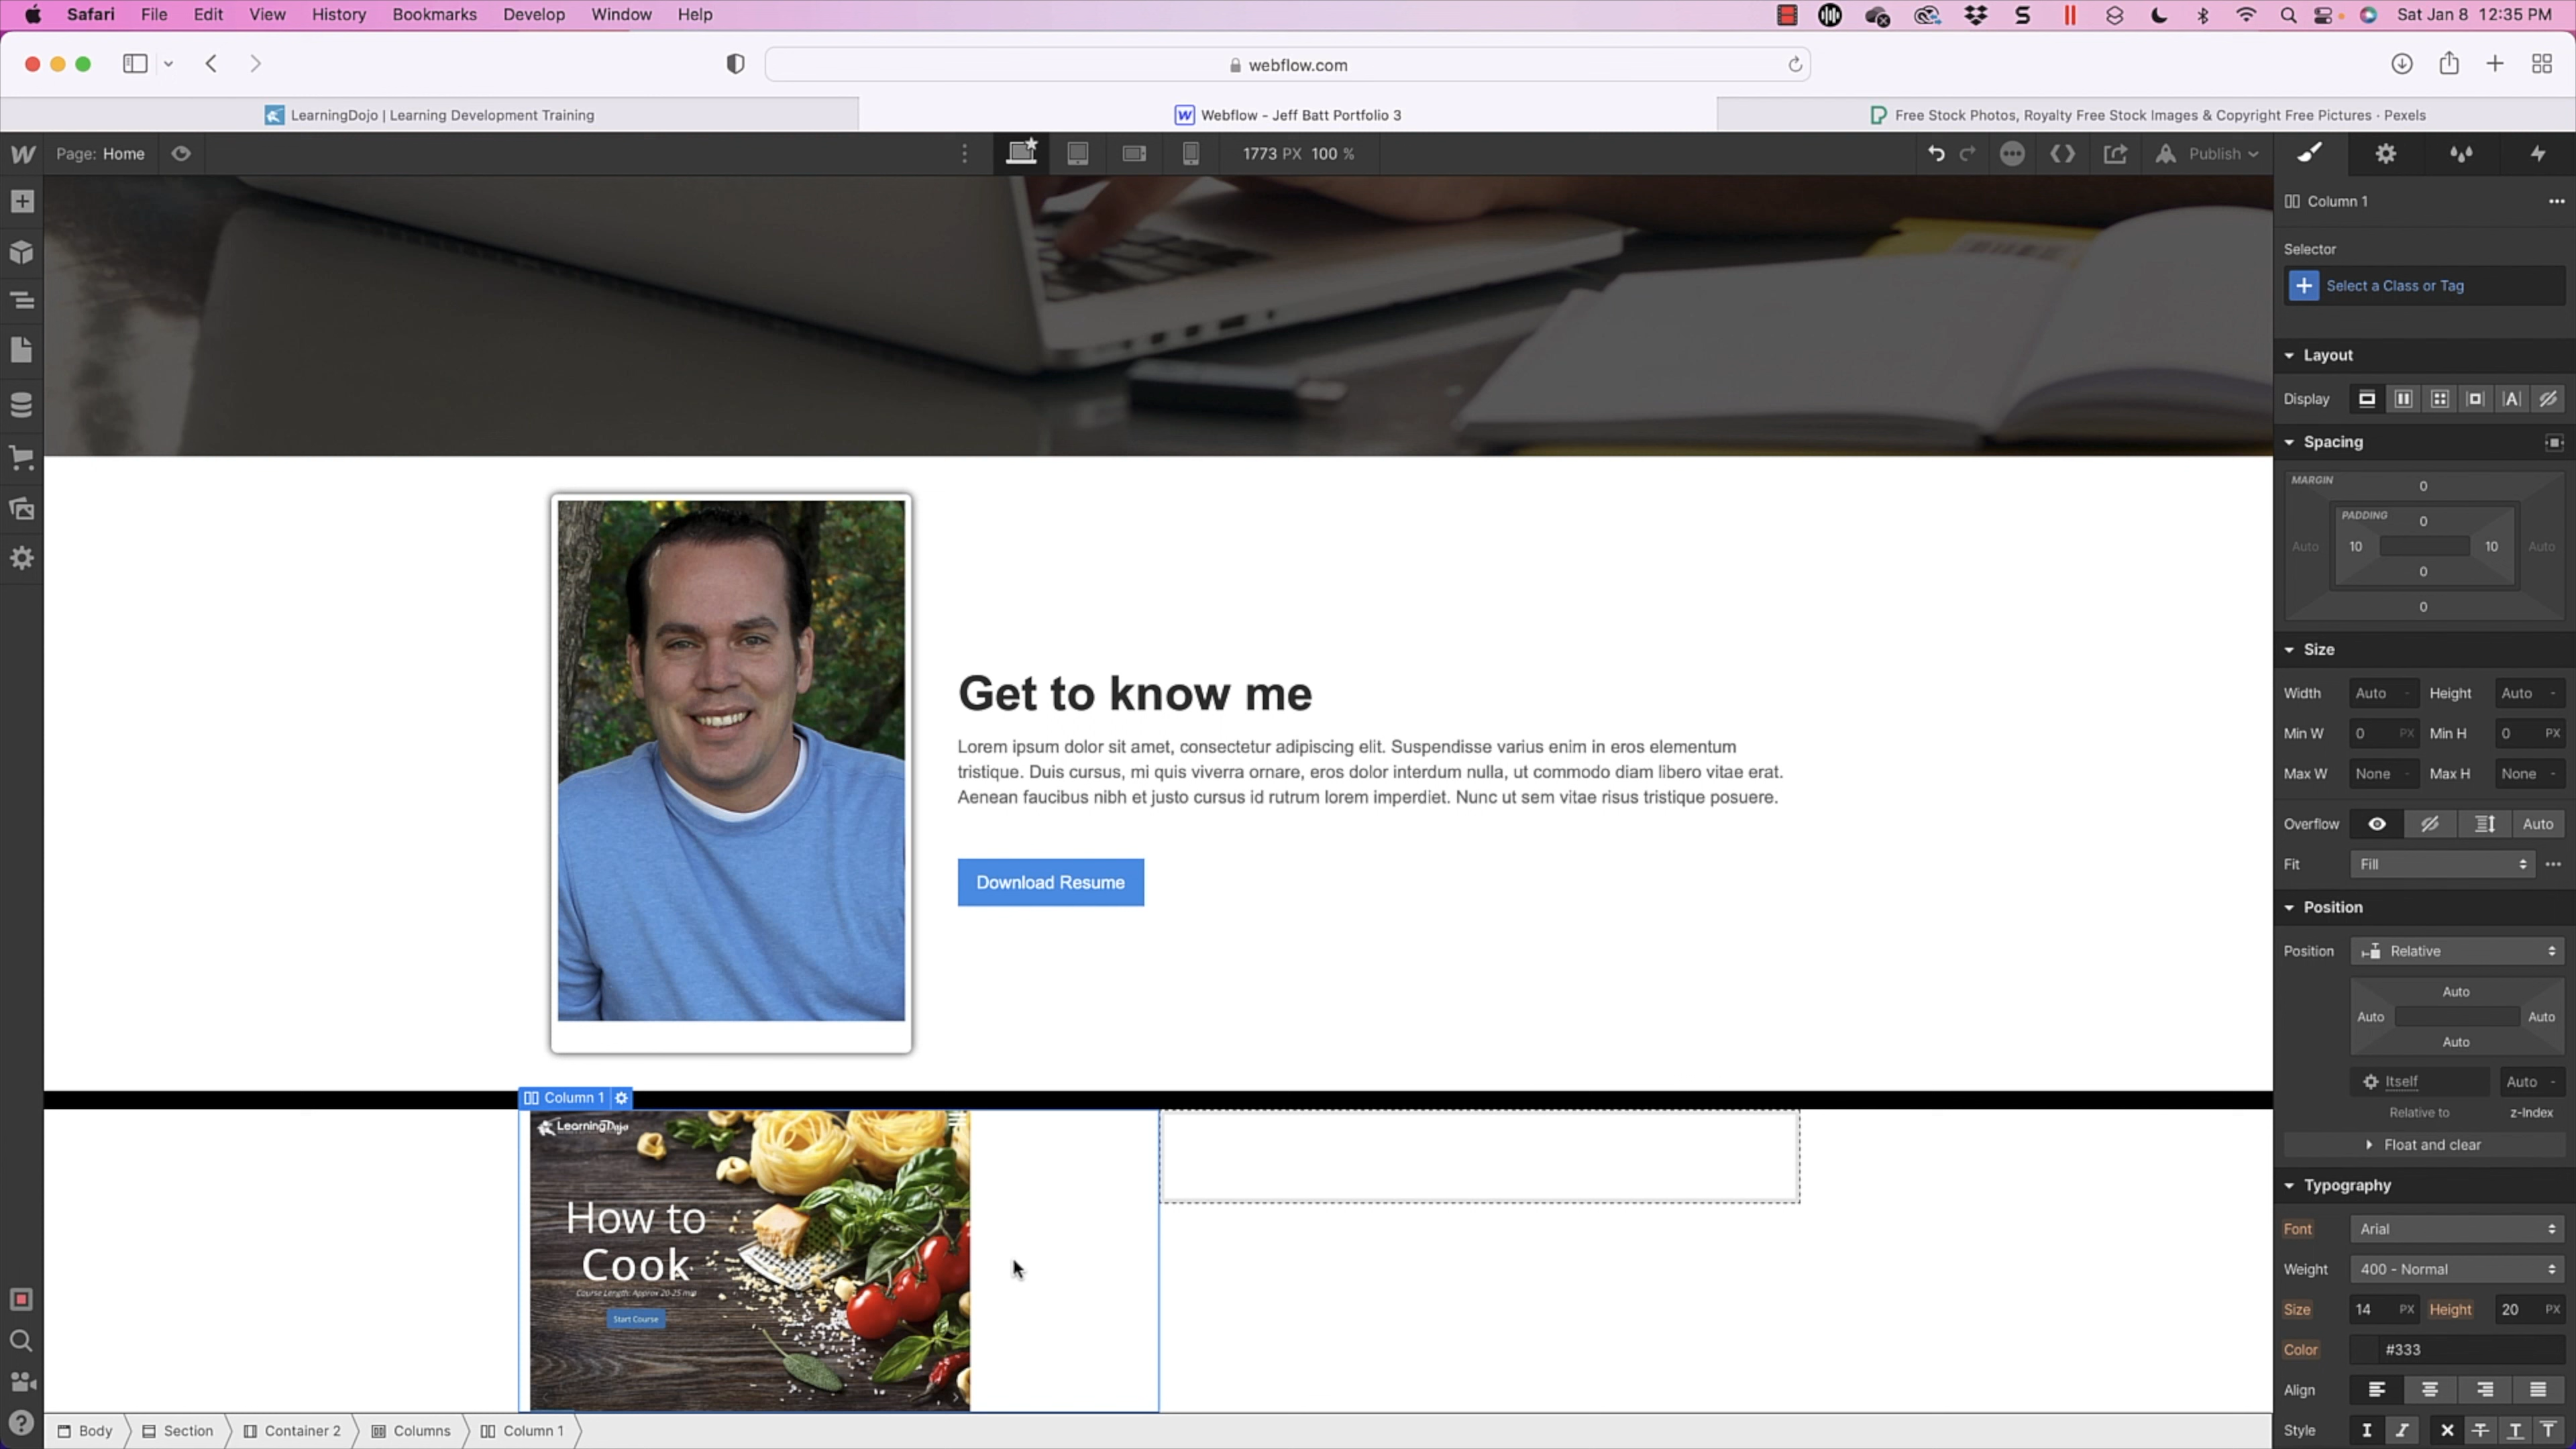 Safari File Edit View History Bookmarks Develop Window Help
Sat Jan 8 12:35 PM
webflow.com
LearningDojo | Learning Development Training
Webflow - Jeff Batt Portfolio 3
Free Stock Photos, Royalty Free Stock Images & Copyright Free Pictures · Pexels
Page: Home
1773 PX 100 %
Publish
Column 1
Selector
Select a Class or Tag
Layout
Display
Spacing
MARGIN
0
PADDING
0
Auto 10 10 Auto
0
0
Size
Width Auto - Height Auto -
Min W 0 PX Min H 0 PX
Max W None - Max H None -
Overflow Auto
Fit Fill
Position
Position Relative
Auto
Auto Auto
Auto
Itself Auto -
Relative to z-Index
Float and clear
Typography
Font Arial
Weight 400 - Normal
Size 14 PX Height 20 PX
Color #333
Align
Style
Get to know me
Lorem ipsum dolor sit amet, consectetur adipiscing elit. Suspendisse varius enim in eros elementum
tristique. Duis cursus, mi quis viverra ornare, eros dolor interdum nulla, ut commodo diam libero vitae erat.
Aenean faucibus nibh et justo cursus id rutrum lorem imperdiet. Nunc ut sem vitae risus tristique posuere.
Download Resume
Column 1
LearningDojo
How to
Cook
Course Length: Approx 20-25 min
Start Course
Body Section Container 2 Columns Column 1